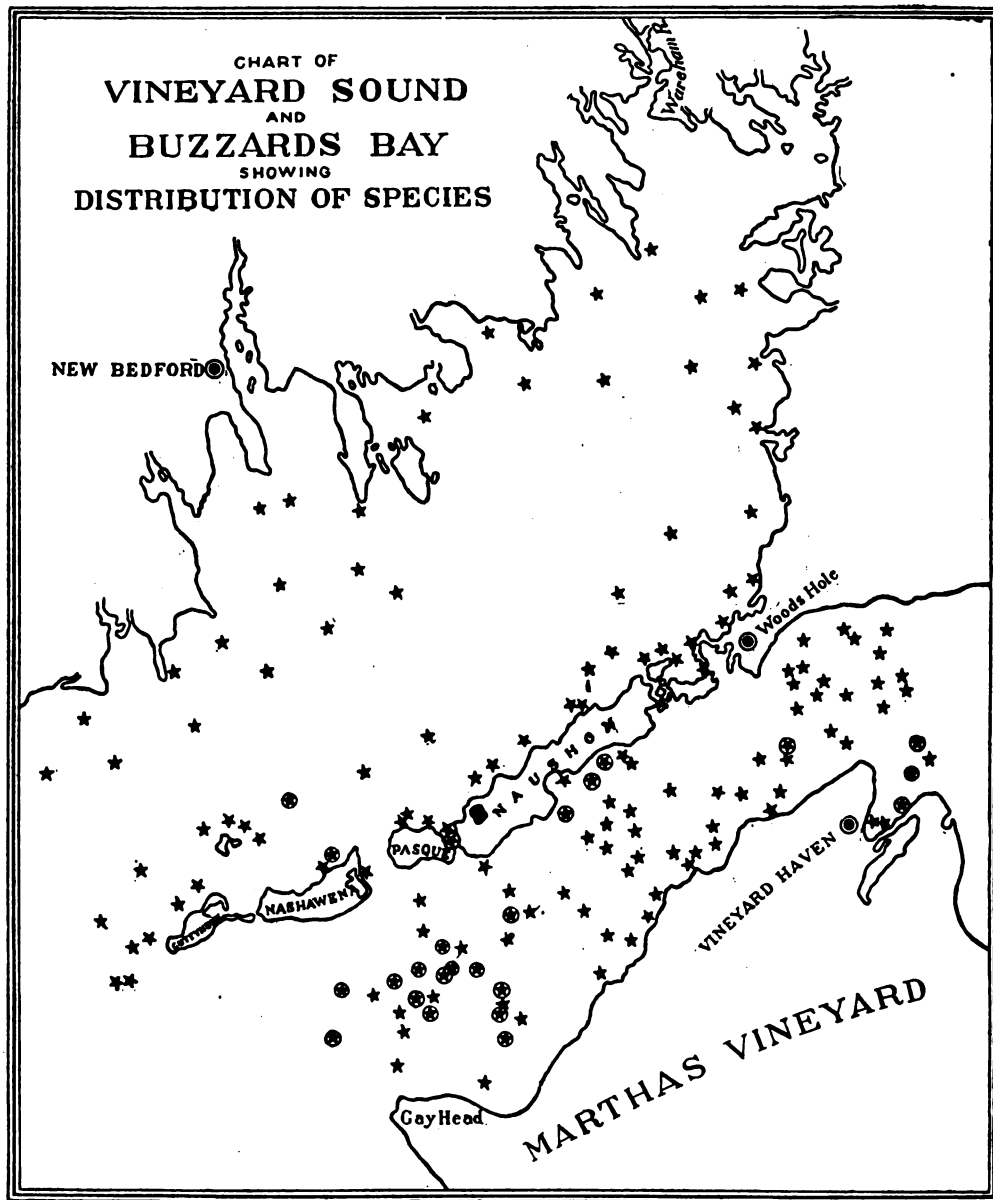 CHART OF
VINEYARD SOUND
AND
BUZZARDS BAY
SHOWING
DISTRIBUTION OF SPECIES
Wareham R.
NEW BEDFORD
Woods Hole
NAUSHON
PASQUE
NASHAWENA
VINEYARD HAVEN
MARTHAS VINEYARD
Gay Head